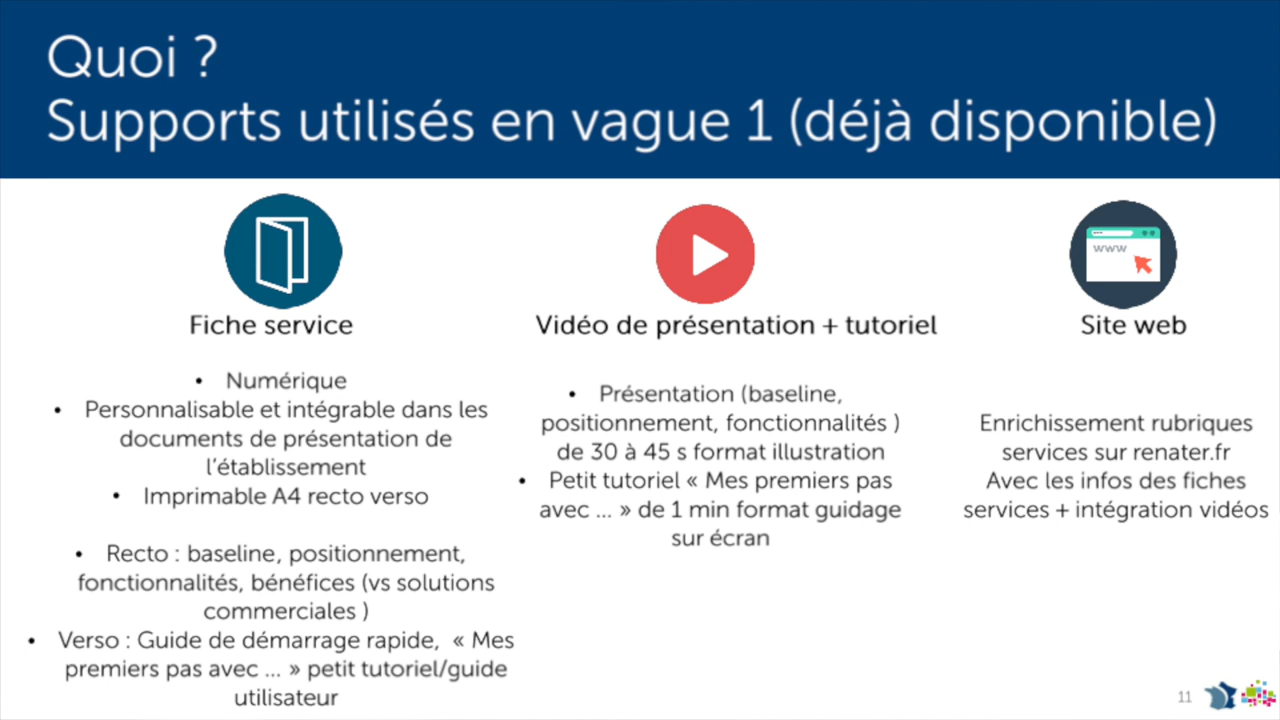 Quoi ?
Supports utilisés en vague 1 (déjà disponible)
Fiche service
• Numérique
• Personnalisable et intégrable dans les
documents de présentation de
l'établissement
• Imprimable A4 recto verso
• Recto : baseline, positionnement,
fonctionnalités, bénéfices (vs solutions
commerciales )
• Verso : Guide de démarrage rapide, « Mes
premiers pas avec ... » petit tutoriel/guide
utilisateur
Vidéo de présentation + tutoriel
• Présentation (baseline,
positionnement, fonctionnalités )
de 30 à 45 s format illustration
• Petit tutoriel « Mes premiers pas
avec ... » de 1 min format guidage
sur écran
www
Site web
Enrichissement rubriques
services sur renater.fr
Avec les infos des fiches
services + intégration vidéos
11